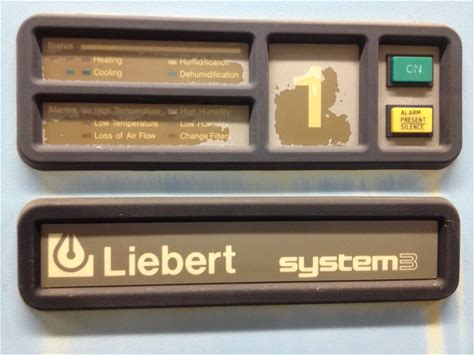 Status
Heating Humidification
Cooling Dehumidification
Alarms High Temperature High Humidity
Low Temperature Low Humidity
Loss of Air Flow Change Filters
1
ON
ALARM
PRESENT
SILENCE
Liebert system3